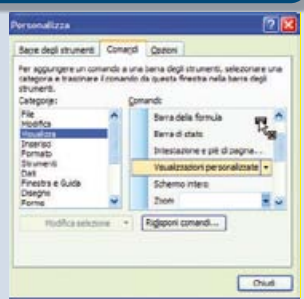 Personalizza
Barre degli strumenti Comandi Opzioni
Per aggiungere un comando a una barra degli strumenti, selezionare una
categoria e trascinare il comando da questa finestra nella barra degli
strumenti.
Categorie: Comandi:
File
Modifica
Visualizza
Inserisci
Formato
Strumenti
Dati
Finestra e Guida
Disegno
Forme
Barra della formula
Barra di stato
Intestazione e piè di pagina...
Visualizzazioni personalizzate
Schermo intero
Zoom
Modifica selezione Ridisponi comandi...
Chiudi